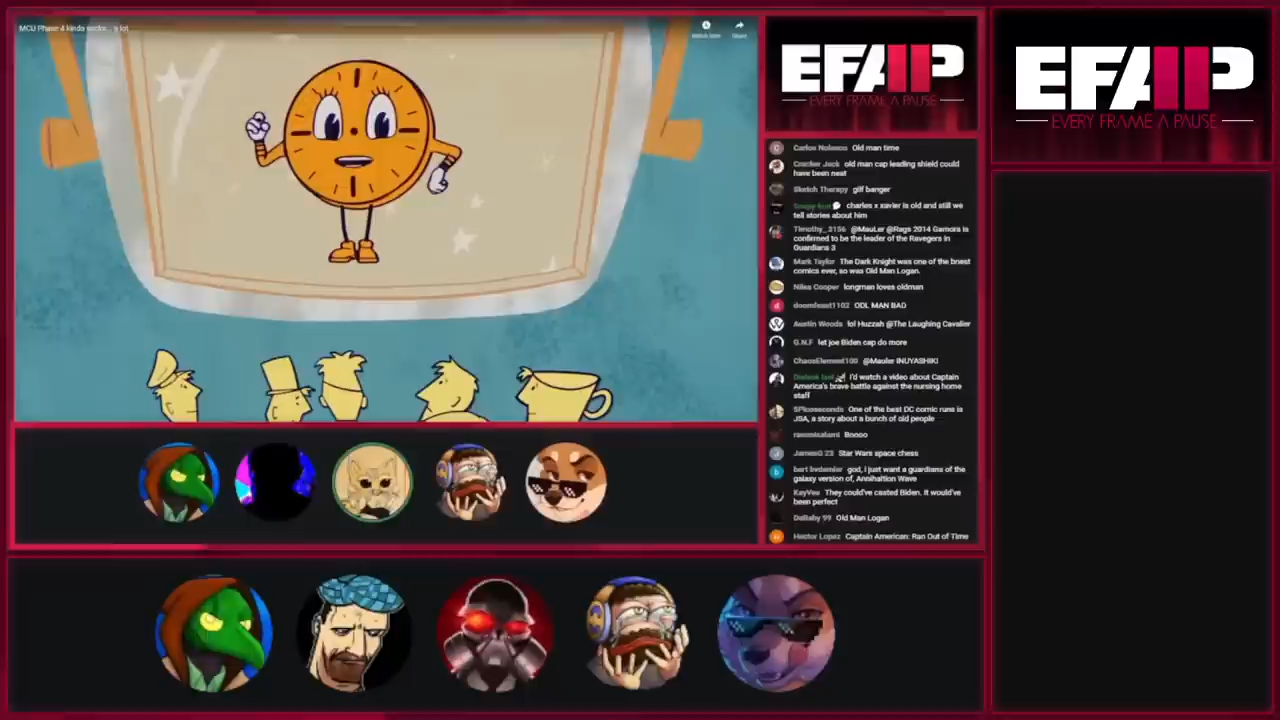 MCU Phase 4 kinda sucks... a lot
Watch later
Share
EFAP
EVERY FRAME A PAUSE
EFAP
EVERY FRAME A PAUSE
Carlos Nolasco Old man time
Cracker Jack old man cap leading shield could
have been neat
Sketch Therapy gilf banger
charles x xavier is old and still we
tell stories about him
Timothy_3156 @MauLer @Rags 2014 Gamora is
confirmed to be the leader of the Ravegers in
Guardians 3
Mark Taylor The Dark Knight was one of the bnest
comics ever, so was Old Man Logan.
Niles Cooper longman loves oldman
doomfeast1102 ODL MAN BAD
Austin Woods lol Huzzah @The Laughing Cavalier
G.N.F let joe Biden cap do more
ChaosElement100 @Mauler INUYASHIKI
I'd watch a video about Captain
America's brave battle against the nursing home
staff
SPicoseconds One of the best DC comic runs is
JSA, a story about a bunch of old people
Boooo
JamesG 23 Star Wars space chess
god, i just want a guardians of the
galaxy version of, Annihaltion Wave
KayVee They could've casted Biden. It would've
been perfect
DaBaby 99 Old Man Logan
Hector Lopez Captain American: Ran Out of Time